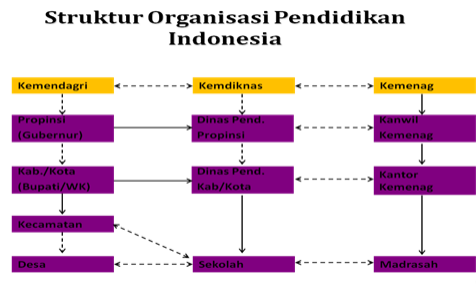 Struktur Organisasi Pendidikan
Indonesia
Kemendagri
Kemdiknas
Kemenag
Propinsi
(Gubernur)
Dinas Pend.
Propinsi
Kanwil
Kemenag
Kab./Kota
(Bupati/WK)
Dinas Pend.
Kab/Kota
Kantor
Kemenag
Kecamatan
Desa
Sekolah
Madrasah